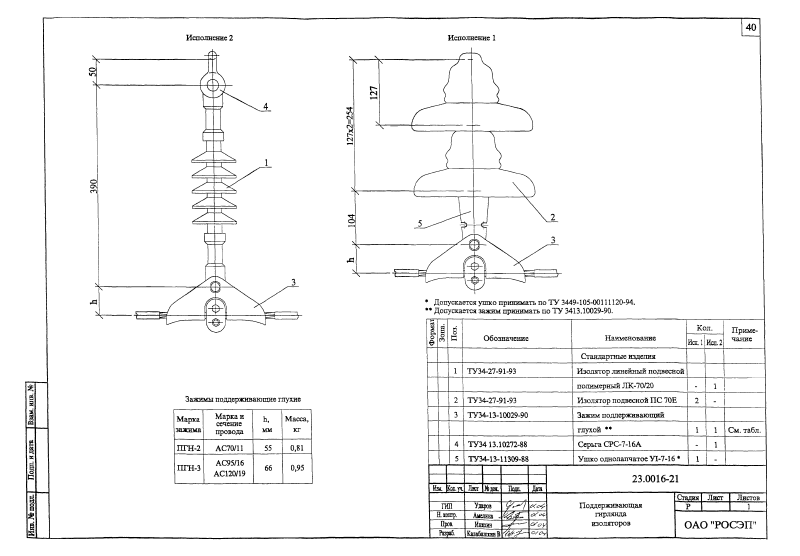 40
Исполнение 2
Исполнение 1
50
390
h
4
1
3
127
127x2=254
104
h
5
2
3
* Допускается ушко принимать по ТУ 3449-105-00111120-94.
** Допускается зажим принимать по ТУ 3413.10029-90.
Формат Зона. Поз. Обозначение Наименование Кол. Приме-
Исп. 1 Исп. 2 чание
Стандартные изделия
1 ТУ34-27-91-93 Изолятор линейный подвесной
полимерный ЛК-70/20 - 1
2 ТУ34-27-91-93 Изолятор подвесной ПС 70Е 2 -
3 ТУ34-13-10029-90 Зажим поддерживающий
глухой ** 1 1 См. табл.
4 ТУ34 13.10272-88 Серьга СРС-7-16А - 1
5 ТУ34-13-11309-88 Ушко однолапчатое У1-7-16 * 1 -
Зажимы поддерживающие глухие
Марка зажима Марка и сечение провода h, мм Масса, кг
ПГН-2 АС70/11 55 0,81
ПГН-3 АС95/16 66 0,95
АС120/19
23.0016-21
Изм. Кол. уч. Лист № док. Подп. Дата
ГИП Ударов
Н. контр. Амелина
Пров
Разраб. Калабашкин В
Поддерживающая
гирлянда
изоляторов
Стадия Лист Листов
Р 1
ОАО "РОСЭП"
Взам. инв. №
Подп. и дата
Инв. № подл.